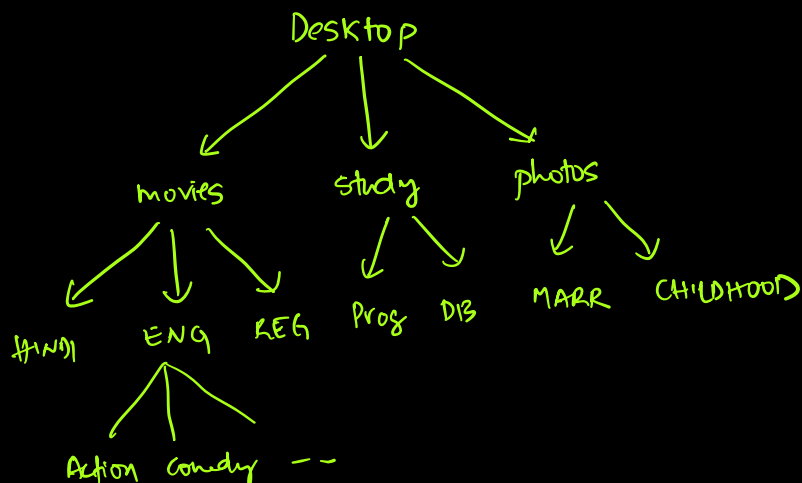 Desktop
movies study photos
HINDI ENG REG Prog DB MARR CHILDHOOD
Action Comedy --